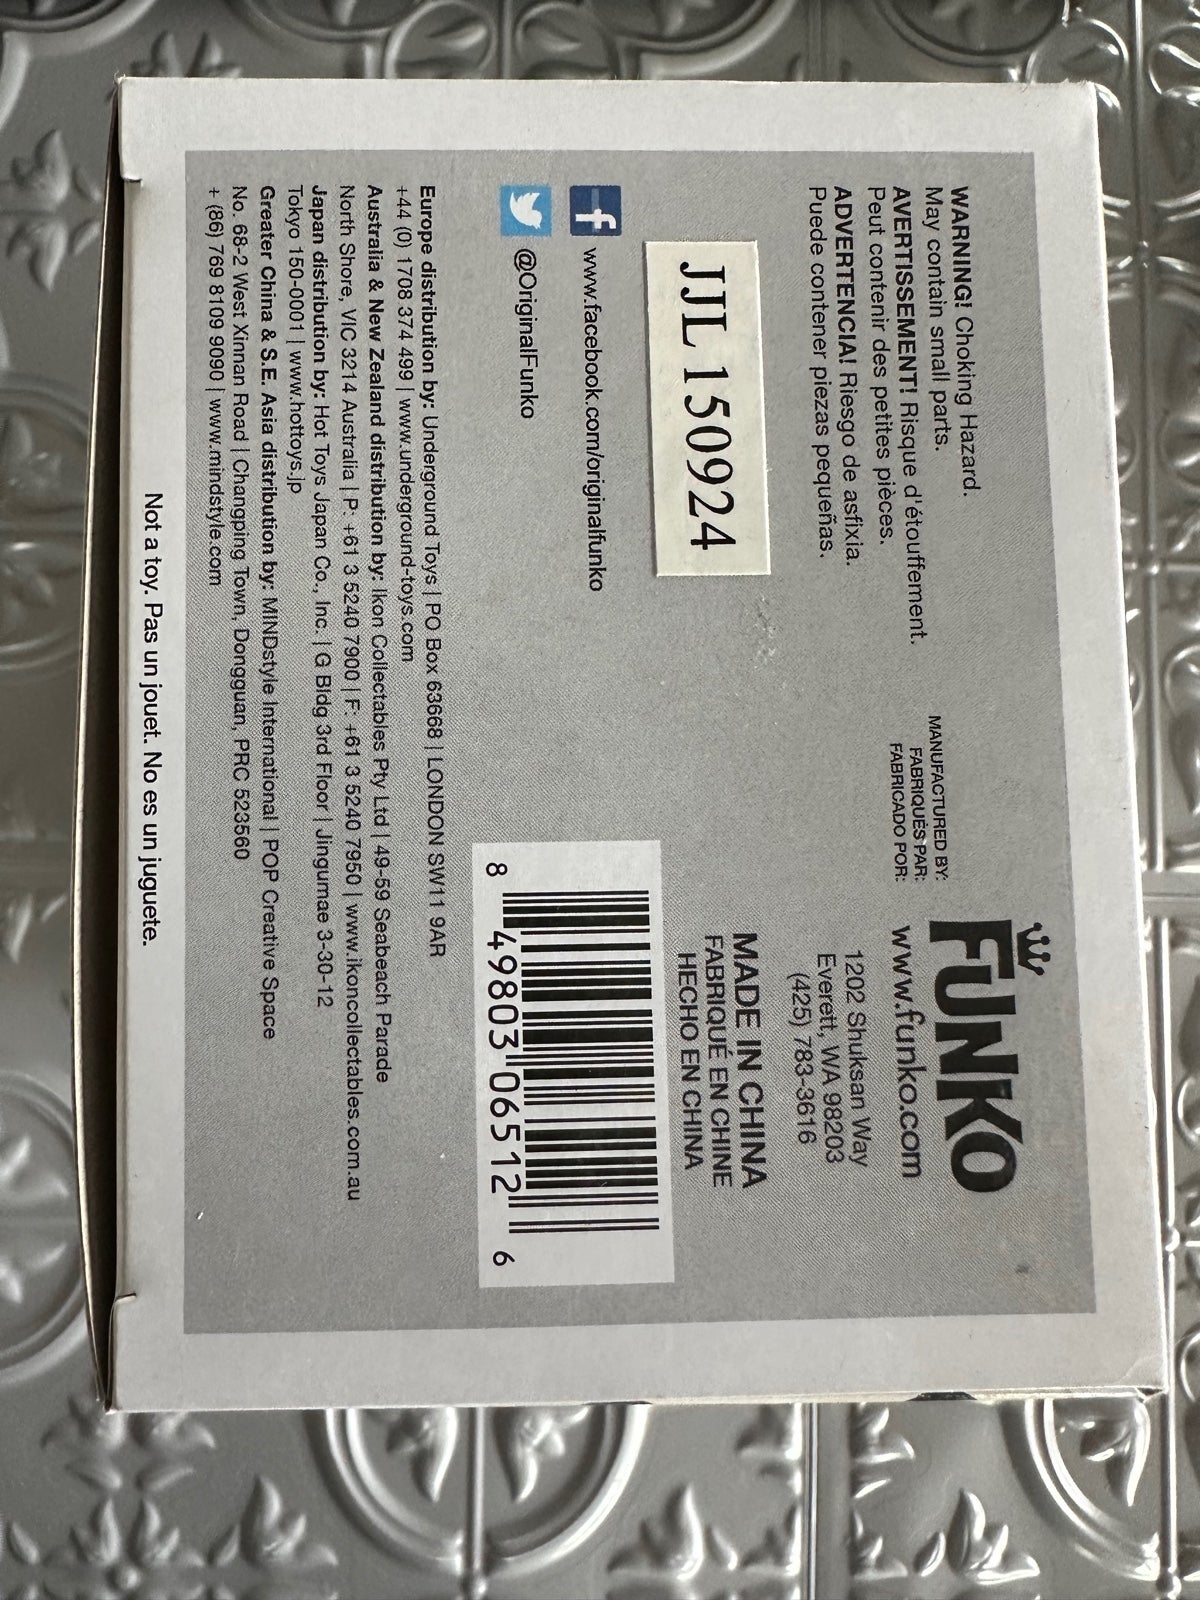 WARNING! Choking Hazard.
May contain small parts.
AVERTISSEMENT! Risque d'étouffement.
Peut contenir des petites pièces.
ADVERTENCIA! Riesgo de asfixia.
Puede contener piezas pequeñas.
JJL 150924
f www.facebook.com/originalfunko
@OriginalFunko
MANUFACTURED BY:
FABRIQUÉS PAR:
FABRICADO POR:
FUNKO
www.funko.com
1202 Shuksan Way
Everett, WA 98203
(425) 783-3616
MADE IN CHINA
FABRIQUÉ EN CHINE
HECHO EN CHINA
8 49803 06512 6
Europe distribution by: Underground Toys | PO Box 63668 | LONDON SW11 9AR
+44 (0) 1708 374 499 | www.underground-toys.com
Australia & New Zealand distribution by: Ikon Collectables Pty Ltd | 49-59 Seabeach Parade
North Shore, VIC 3214 Australia | P: +61 3 5240 7900 | F: +61 3 5240 7950 | www.ikoncollectables.com.au
Japan distribution by: Hot Toys Japan Co., Inc. | G Bldg 3rd Floor | Jingumae 3-30-12
Tokyo 150-0001 | www.hottoys.jp
Greater China & S.E. Asia distribution by: MINDstyle International | POP Creative Space
No. 68-2 West Xinnan Road | Changping Town, Dongguan, PRC 523560
+ (86) 769 8109 9090 | www.mindstyle.com
Not a toy. Pas un jouet. No es un juguete.